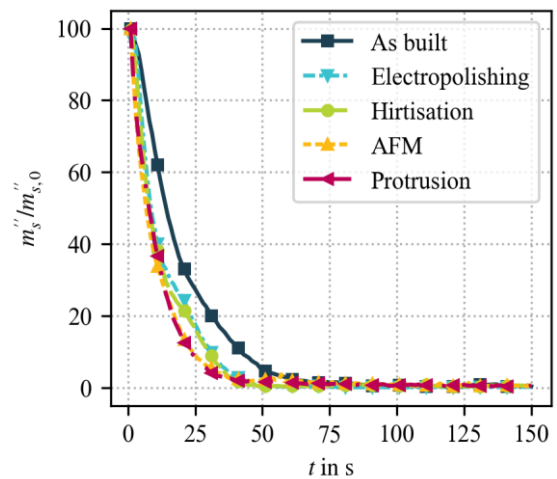 100
80
60
40
20
0
m''s/m''s,0
0 25 50 75 100 125 150
t in s
As built
Electropolishing
Hirtisation
AFM
Protrusion